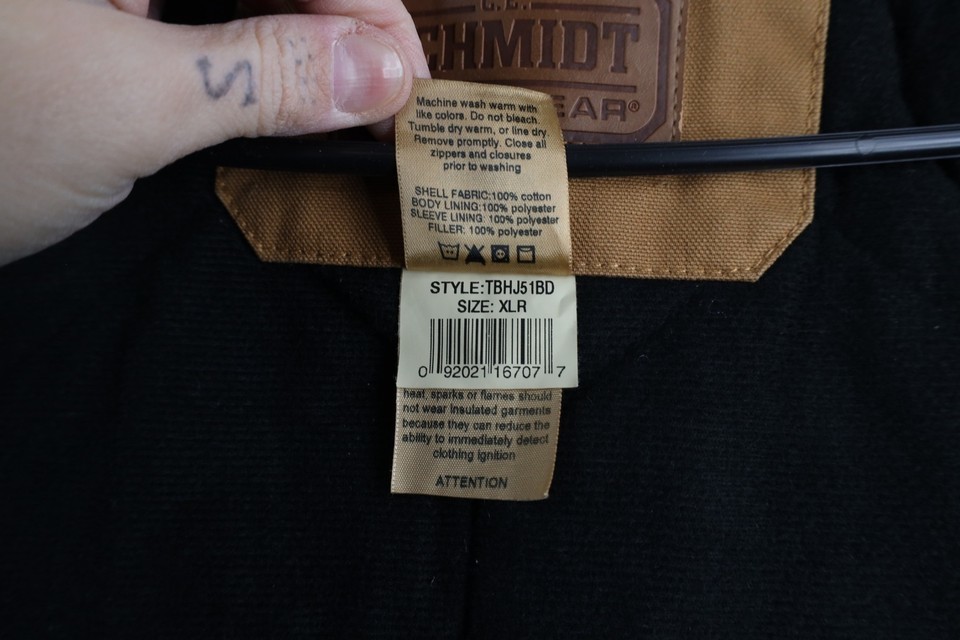 C.E.
CHMIDT
EAR®
S
Machine wash warm with
like colors. Do not bleach.
Tumble dry warm, or line dry.
Remove promptly. Close all
zippers and closures
prior to washing
SHELL FABRIC:100% cotton
BODY LINING:100% polyester
SLEEVE LINING: 100% polyester
FILLER: 100% polyester
STYLE:TBHJ51BD
SIZE: XLR
0 92021 16707 7
heat, sparks or flames should
not wear insulated garments
because they can reduce the
ability to immediately detect
clothing ignition
ATTENTION